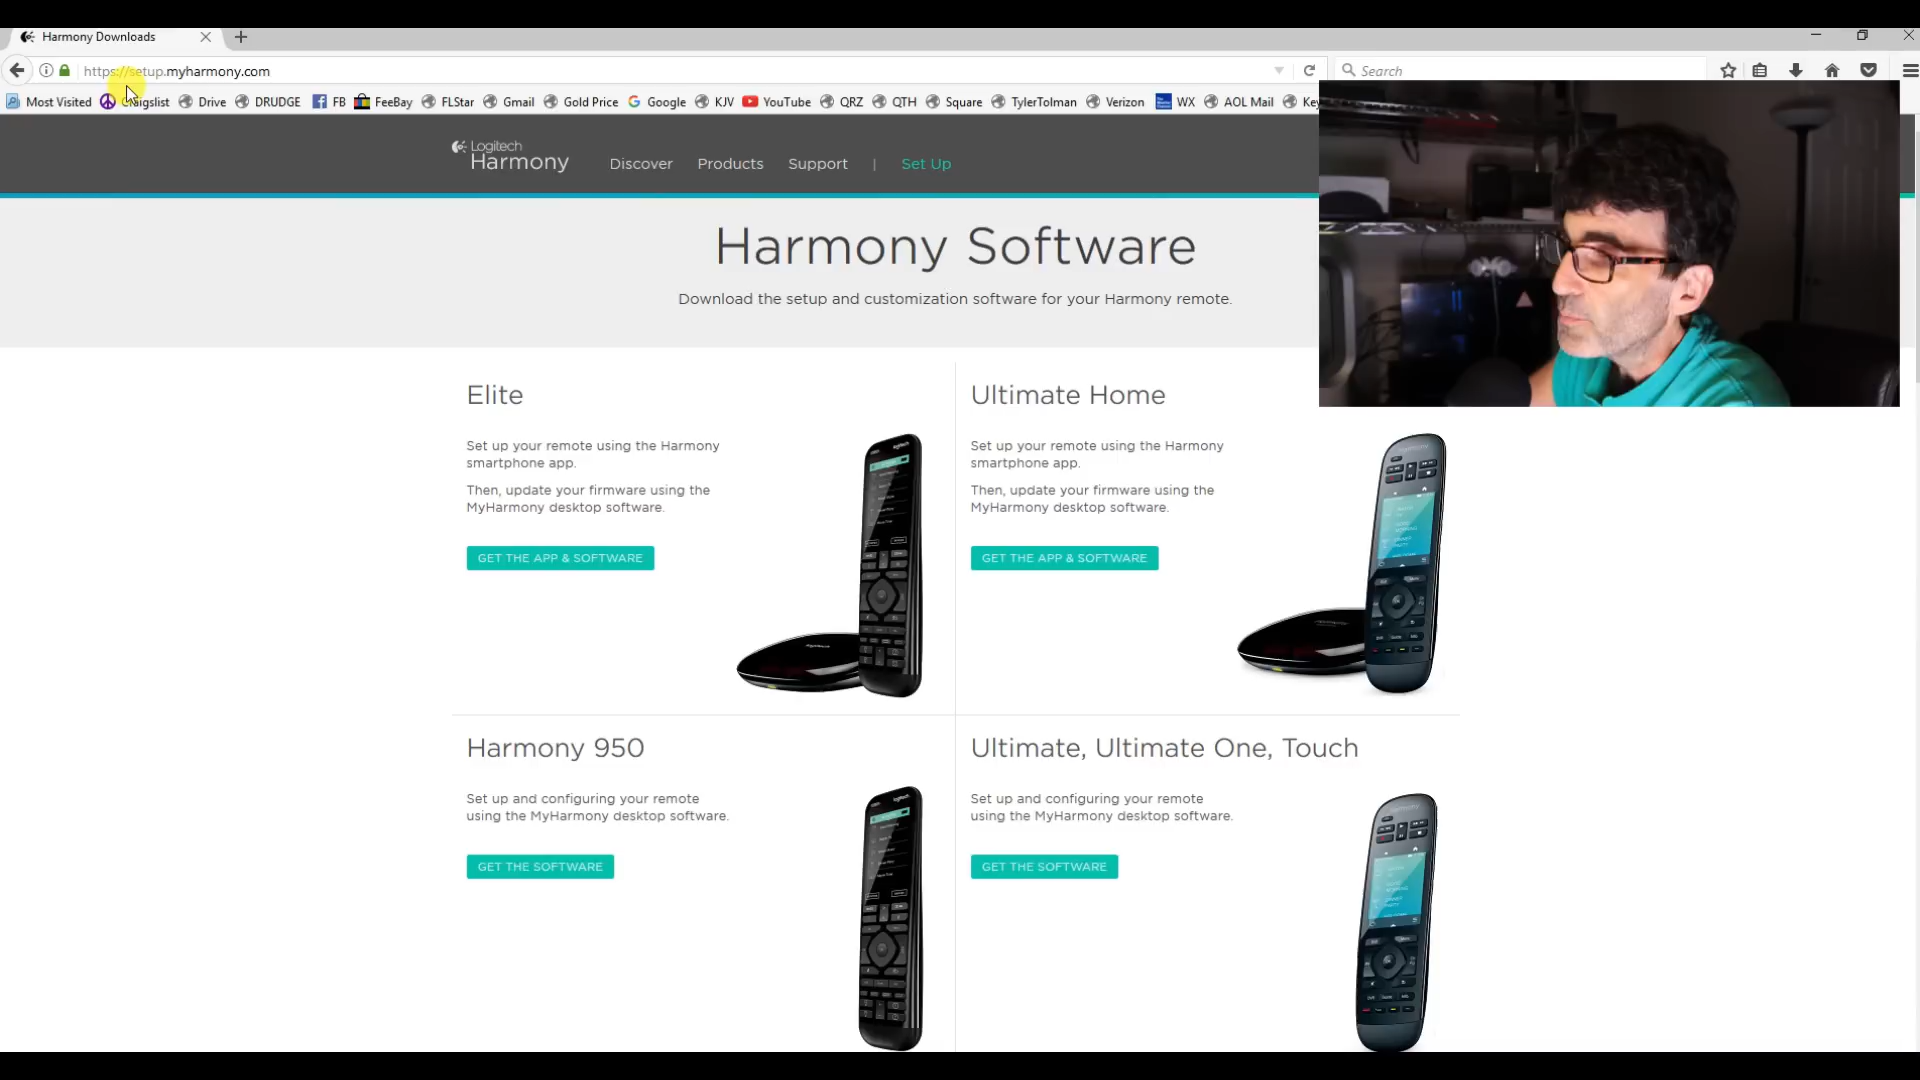 Harmony Downloads
https://setup.myharmony.com
Search
Most Visited Craigslist Drive DRUDGE FB FeeBay FLStar Gmail Gold Price Google KJV YouTube QRZ QTH Square TylerTolman Verizon WX AOL Mail Key
Logitech
Harmony
Discover Products Support | Set Up
Harmony Software
Download the setup and customization software for your Harmony remote.
Elite
Set up your remote using the Harmony
smartphone app.
Then, update your firmware using the
MyHarmony desktop software.
GET THE APP & SOFTWARE
Ultimate Home
Set up your remote using the Harmony
smartphone app.
Then, update your firmware using the
MyHarmony desktop software.
GET THE APP & SOFTWARE
Harmony 950
Set up and configuring your remote
using the MyHarmony desktop software.
GET THE SOFTWARE
Ultimate, Ultimate One, Touch
Set up and configuring your remote
using the MyHarmony desktop software.
GET THE SOFTWARE